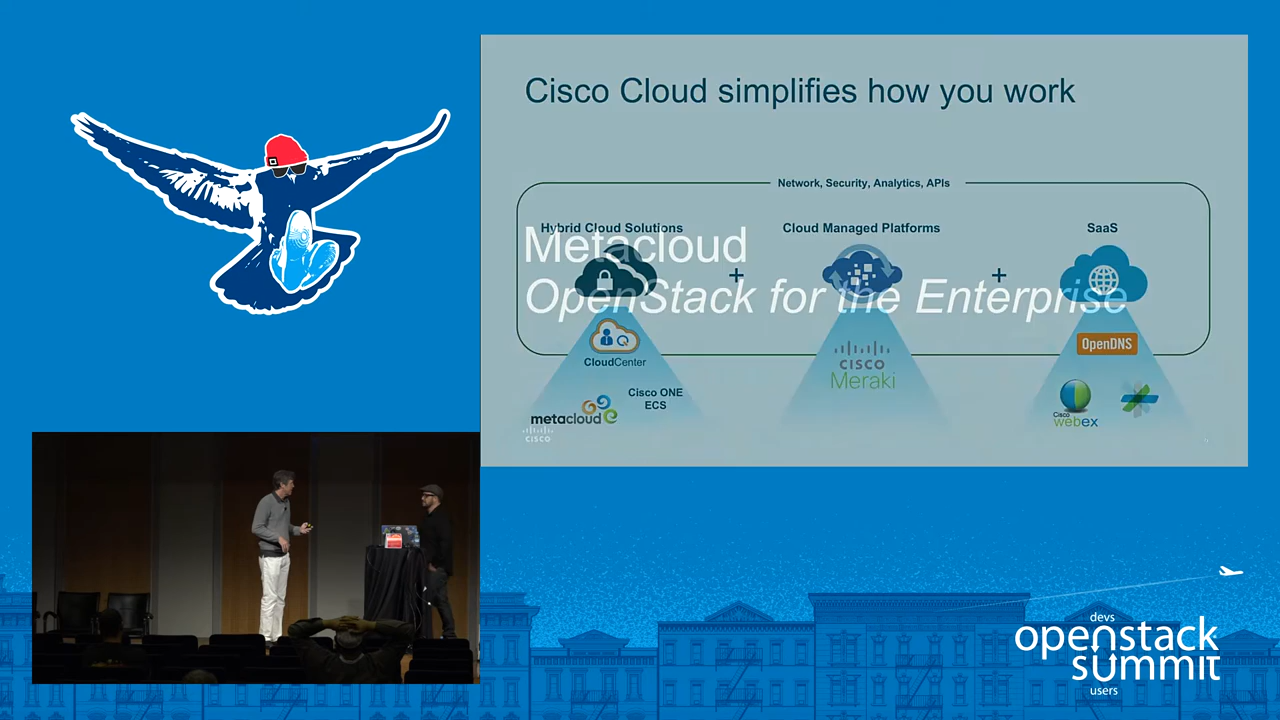 Cisco Cloud simplifies how you work
Network, Security, Analytics, APIs
Hybrid Cloud Solutions
Cloud Managed Platforms
SaaS
Metacloud
OpenStack for the Enterprise
+
+
CloudCenter
Cisco ONE
ECS
metacloud
CISCO
CISCO
Meraki
OpenDNS
Cisco
webex
devs
openstack
summit
users